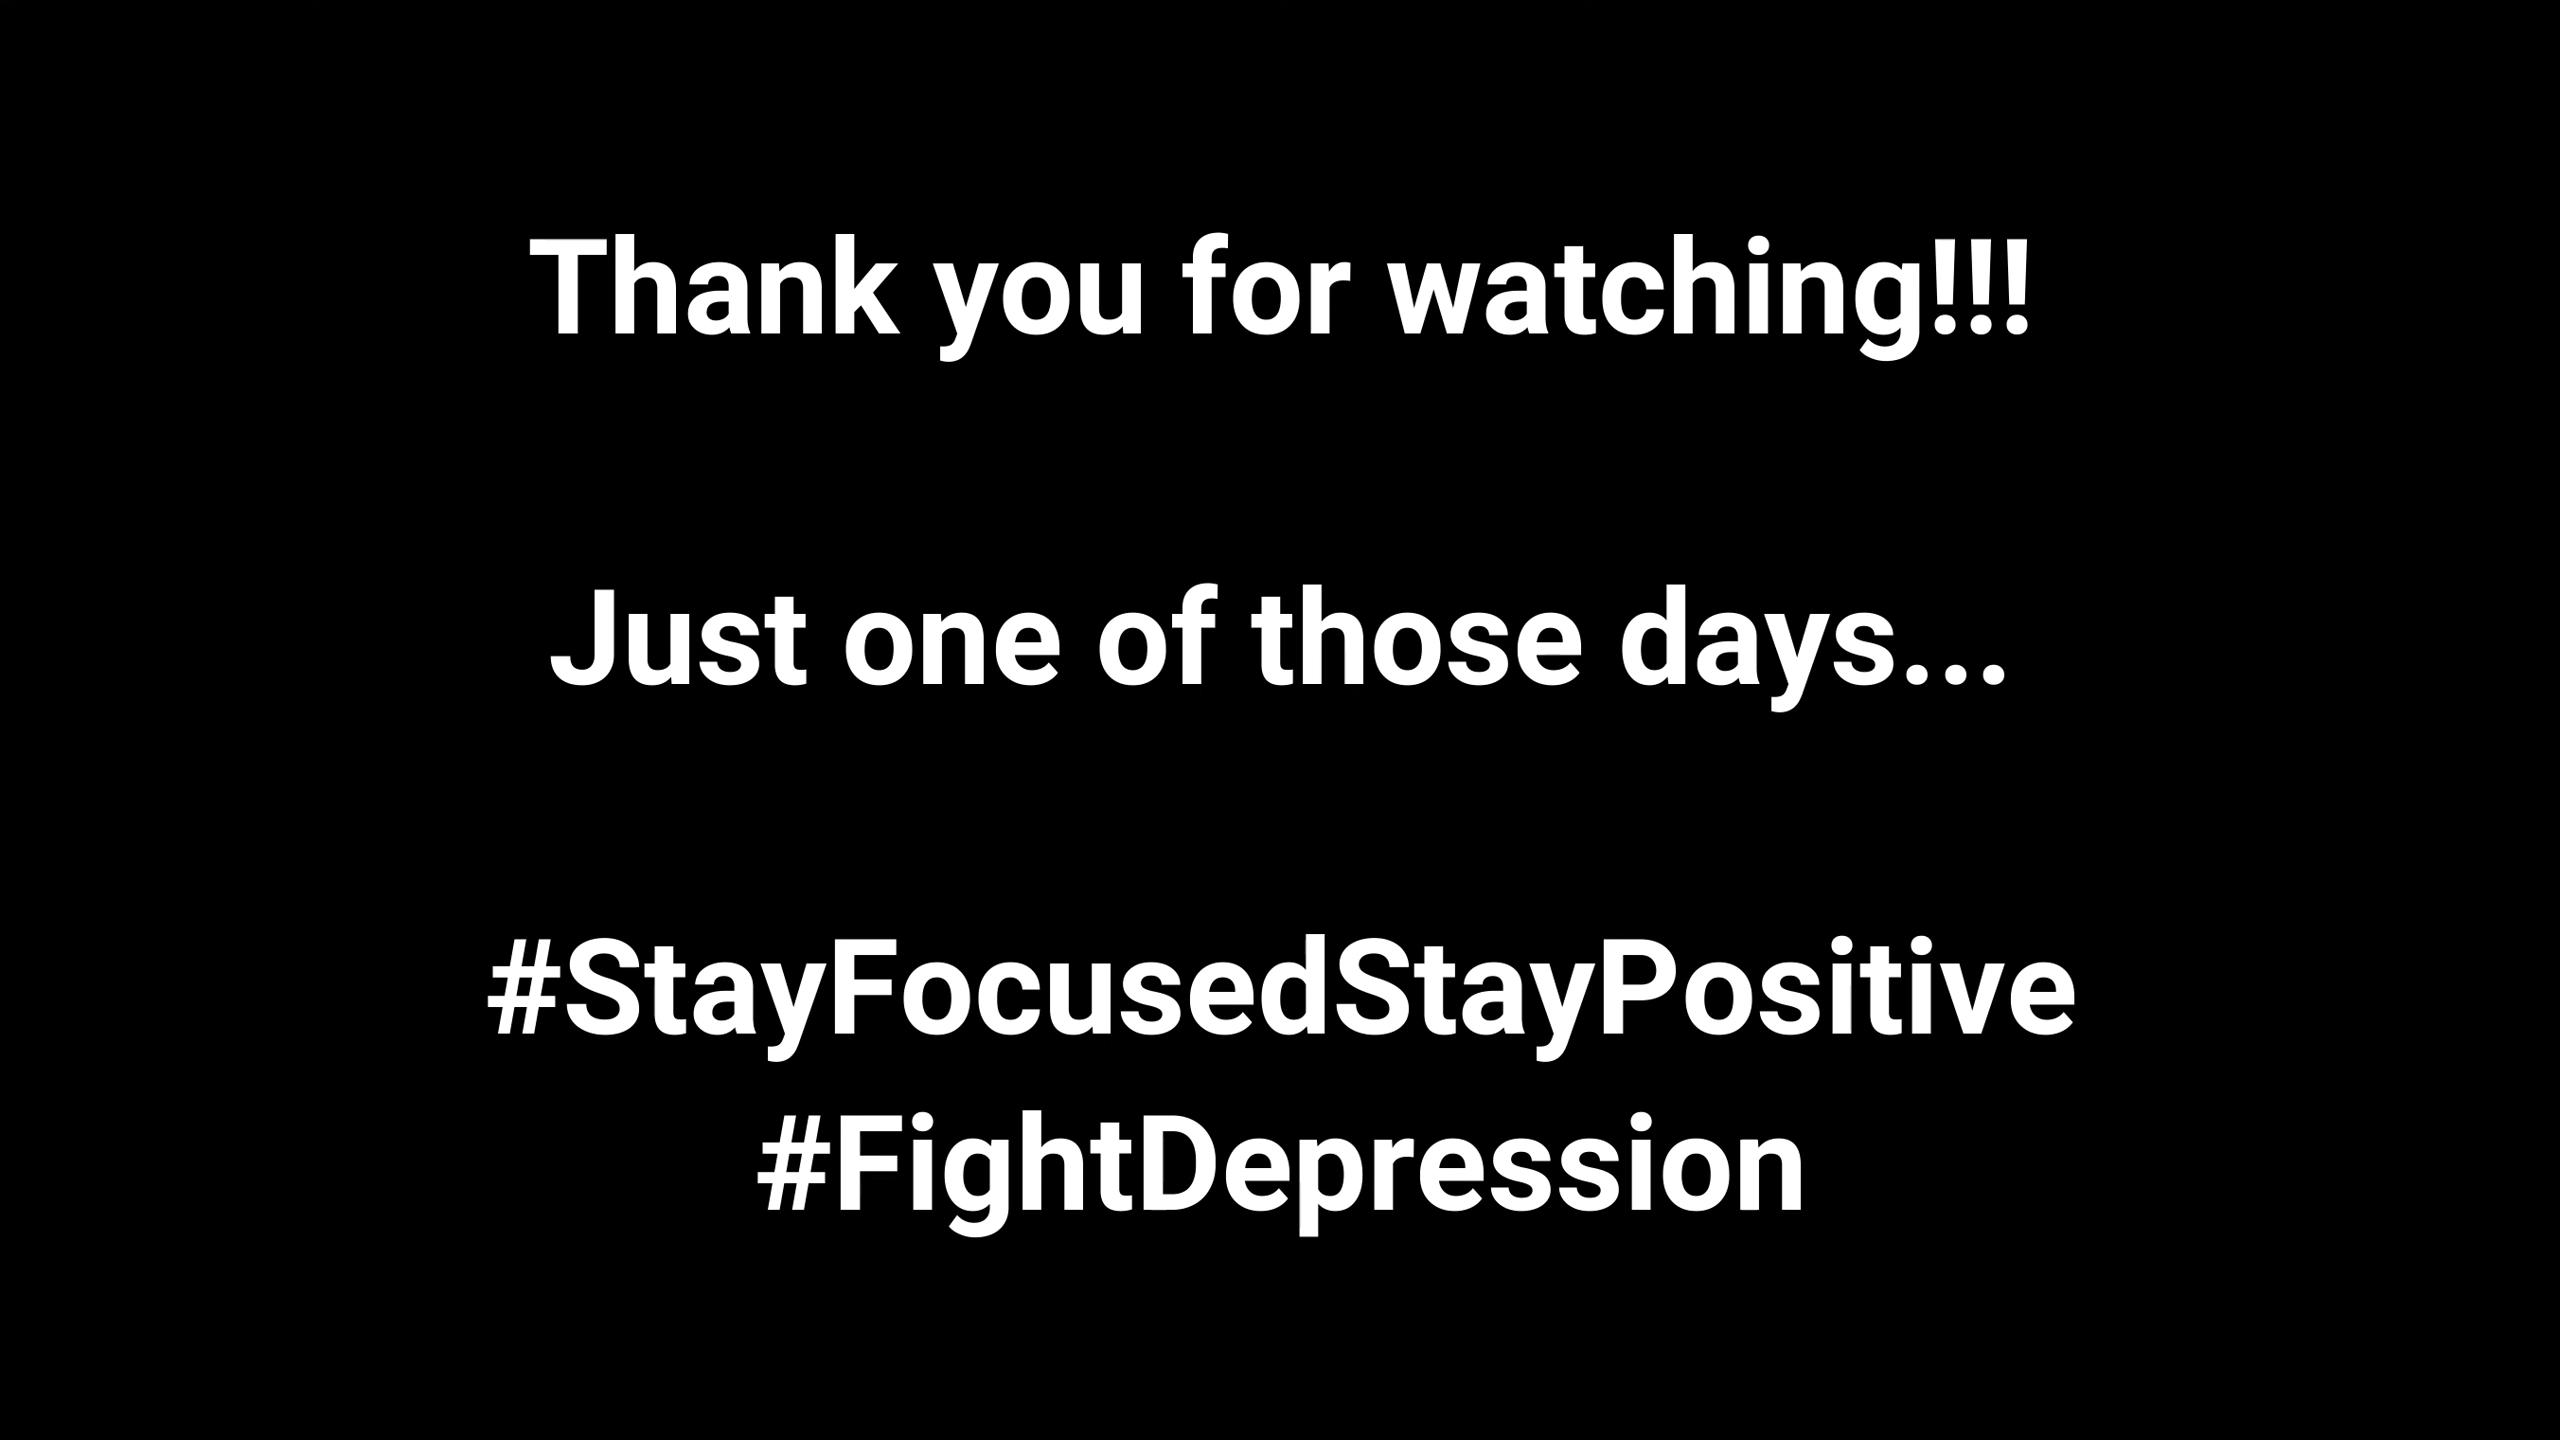 Thank you for watching!!!
Just one of those days...
#StayFocusedStayPositive
#FightDepression